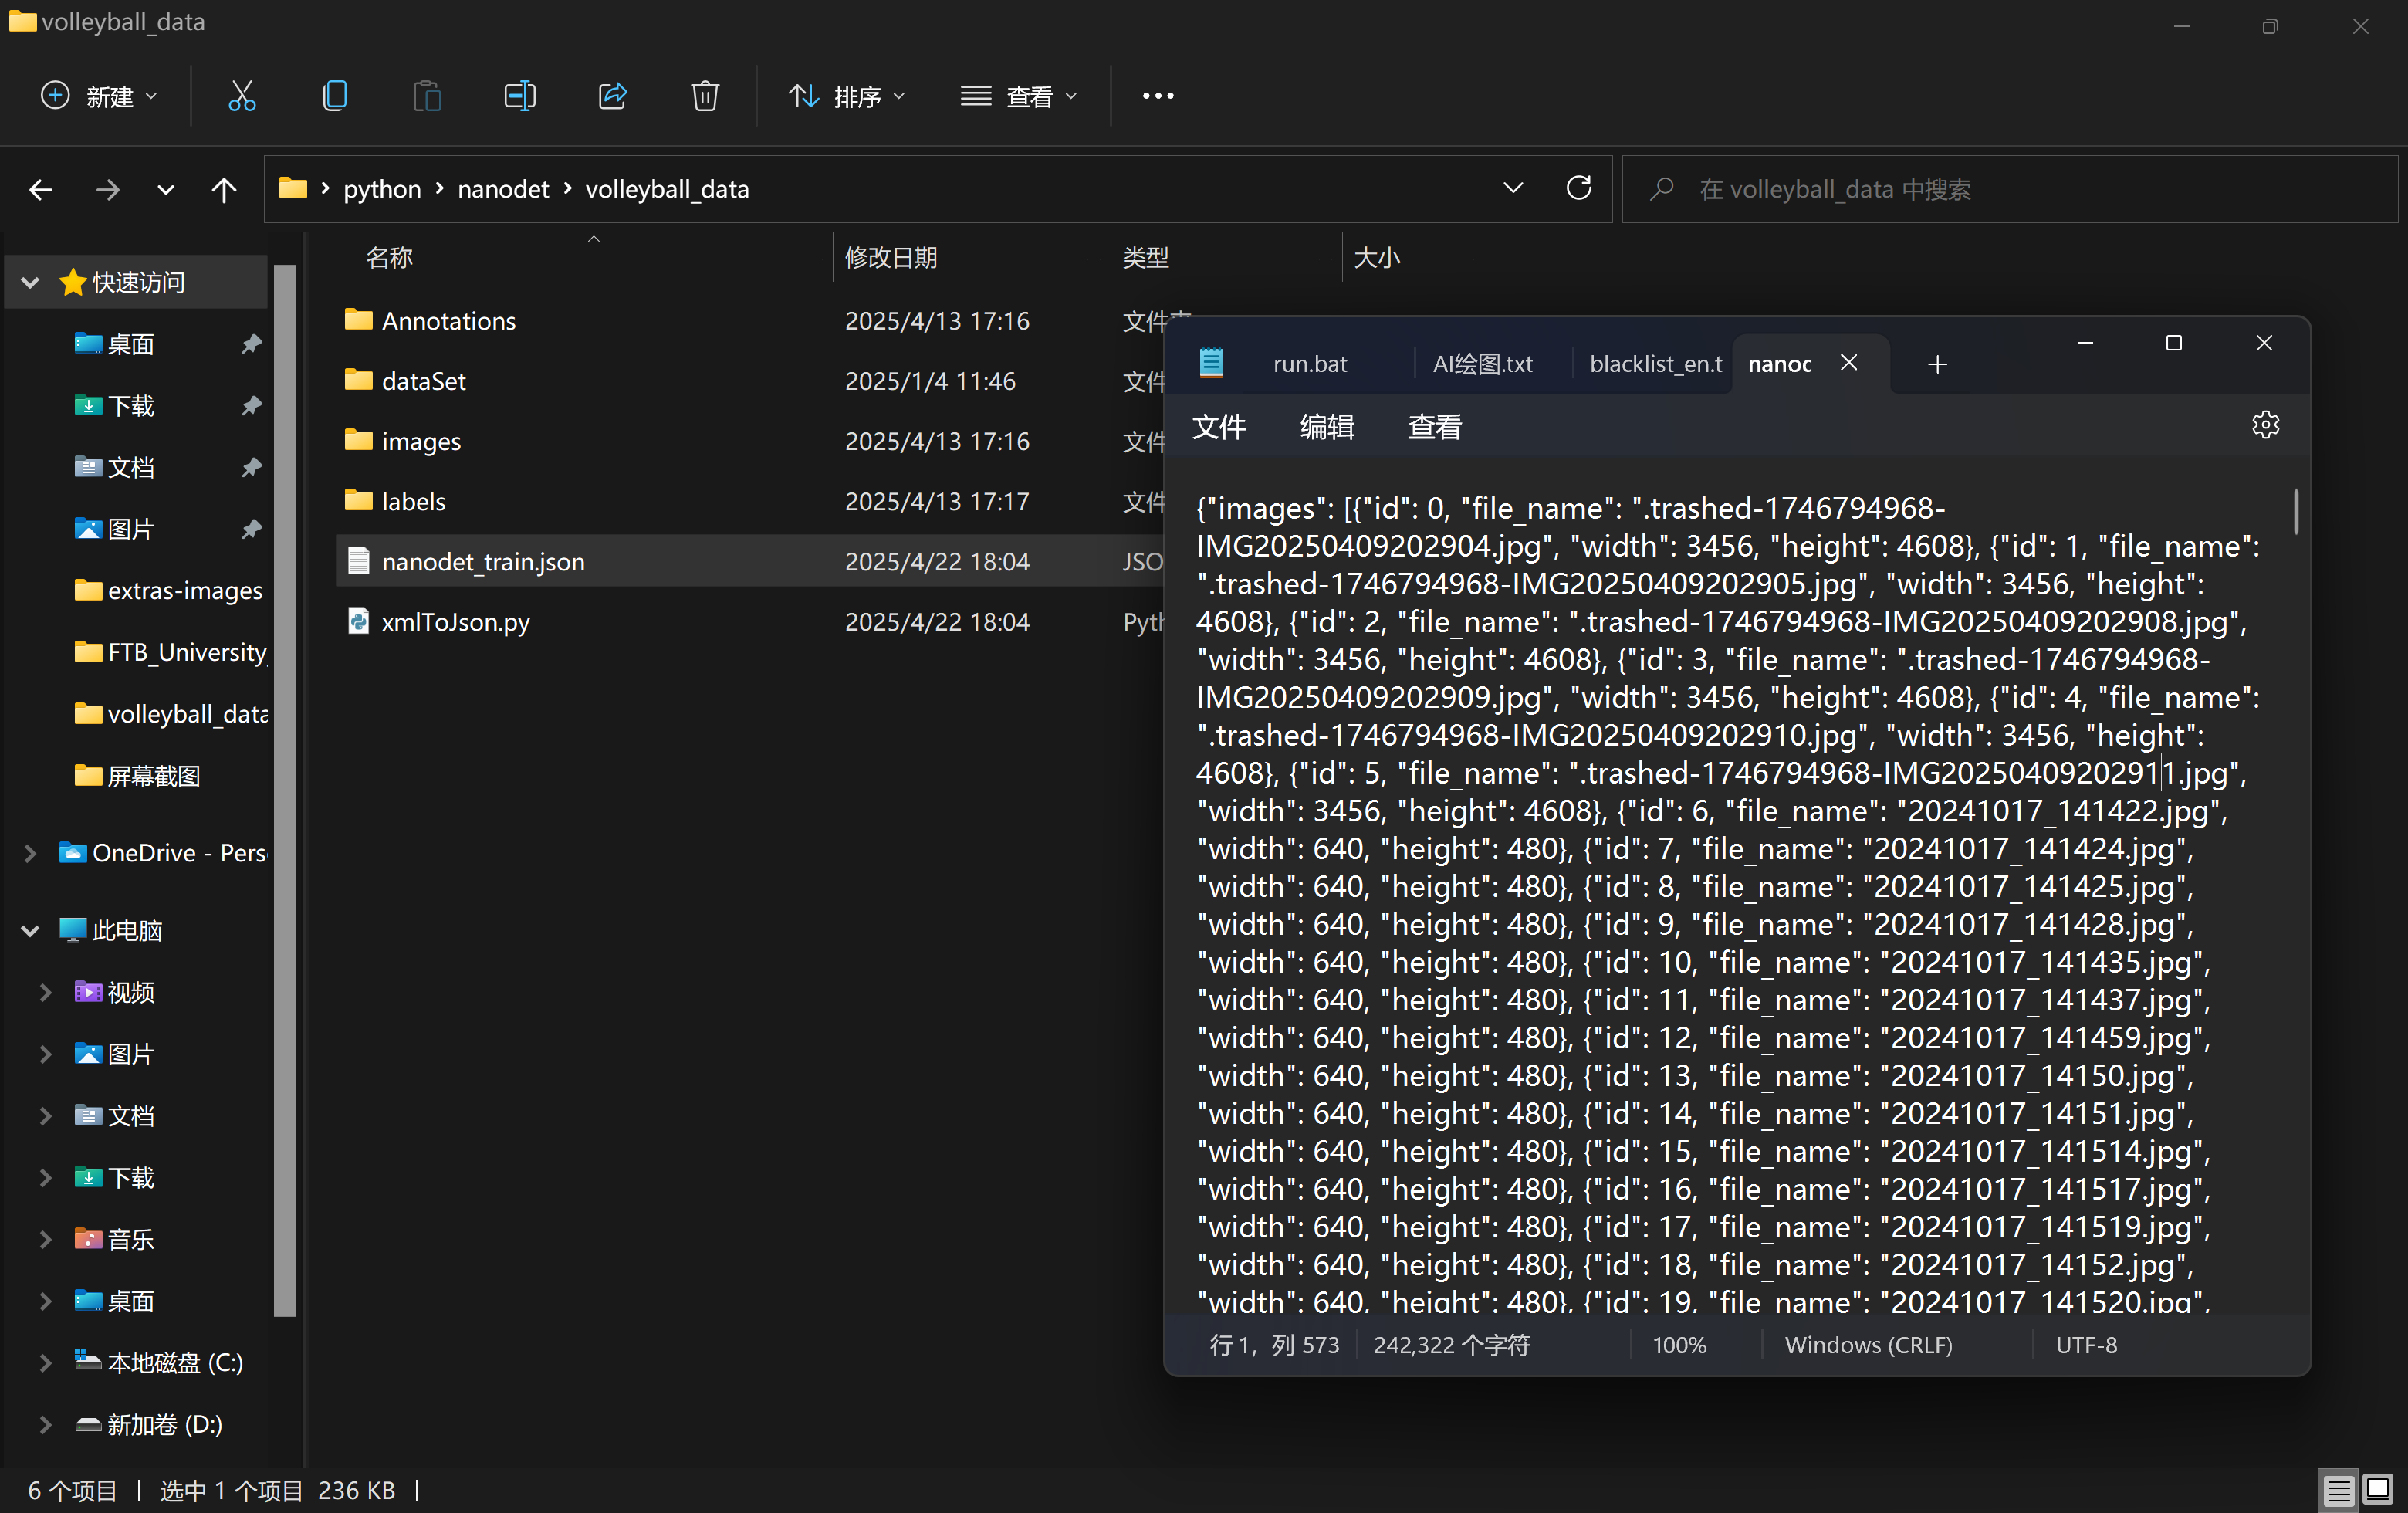 volleyball_data
新建
排序
查看
python
nanodet
volleyball_data
在 volleyball_data 中搜索
名称
修改日期
类型
大小
快速访问
桌面
下载
文档
图片
extras-images
FTB_University
volleyball_data
屏幕截图
OneDrive - Pers
此电脑
视频
图片
文档
下载
音乐
桌面
本地磁盘 (C:)
新加卷 (D:)
Annotations 2025/4/13 17:16
dataSet 2025/1/4 11:46 文件
images 2025/4/13 17:16 文件
labels 2025/4/13 17:17 文件
nanodet_train.json 2025/4/22 18:04 JSO
xmlToJson.py 2025/4/22 18:04 Pyth
run.bat
AI绘图.txt
blacklist_en.t
nanoc
文件 编辑 查看
{"images": [{"id": 0, "file_name": ".trashed-1746794968-
IMG20250409202904.jpg", "width": 3456, "height": 4608}, {"id": 1, "file_name":
".trashed-1746794968-IMG20250409202905.jpg", "width": 3456, "height":
4608}, {"id": 2, "file_name": ".trashed-1746794968-IMG20250409202908.jpg",
"width": 3456, "height": 4608}, {"id": 3, "file_name": ".trashed-1746794968-
IMG20250409202909.jpg", "width": 3456, "height": 4608}, {"id": 4, "file_name":
".trashed-1746794968-IMG20250409202910.jpg", "width": 3456, "height":
4608}, {"id": 5, "file_name": ".trashed-1746794968-IMG20250409202911.jpg",
"width": 3456, "height": 4608}, {"id": 6, "file_name": "20241017_141422.jpg",
"width": 640, "height": 480}, {"id": 7, "file_name": "20241017_141424.jpg",
"width": 640, "height": 480}, {"id": 8, "file_name": "20241017_141425.jpg",
"width": 640, "height": 480}, {"id": 9, "file_name": "20241017_141428.jpg",
"width": 640, "height": 480}, {"id": 10, "file_name": "20241017_141435.jpg",
"width": 640, "height": 480}, {"id": 11, "file_name": "20241017_141437.jpg",
"width": 640, "height": 480}, {"id": 12, "file_name": "20241017_141459.jpg",
"width": 640, "height": 480}, {"id": 13, "file_name": "20241017_14150.jpg",
"width": 640, "height": 480}, {"id": 14, "file_name": "20241017_14151.jpg",
"width": 640, "height": 480}, {"id": 15, "file_name": "20241017_141514.jpg",
"width": 640, "height": 480}, {"id": 16, "file_name": "20241017_141517.jpg",
"width": 640, "height": 480}, {"id": 17, "file_name": "20241017_141519.jpg",
"width": 640, "height": 480}, {"id": 18, "file_name": "20241017_14152.jpg",
"width": 640, "height": 480}, {"id": 19, "file_name": "20241017_141520.jpg",
行 1，列 573
242,322 个字符
100%
Windows (CRLF)
UTF-8
6 个项目
选中 1 个项目 236 KB